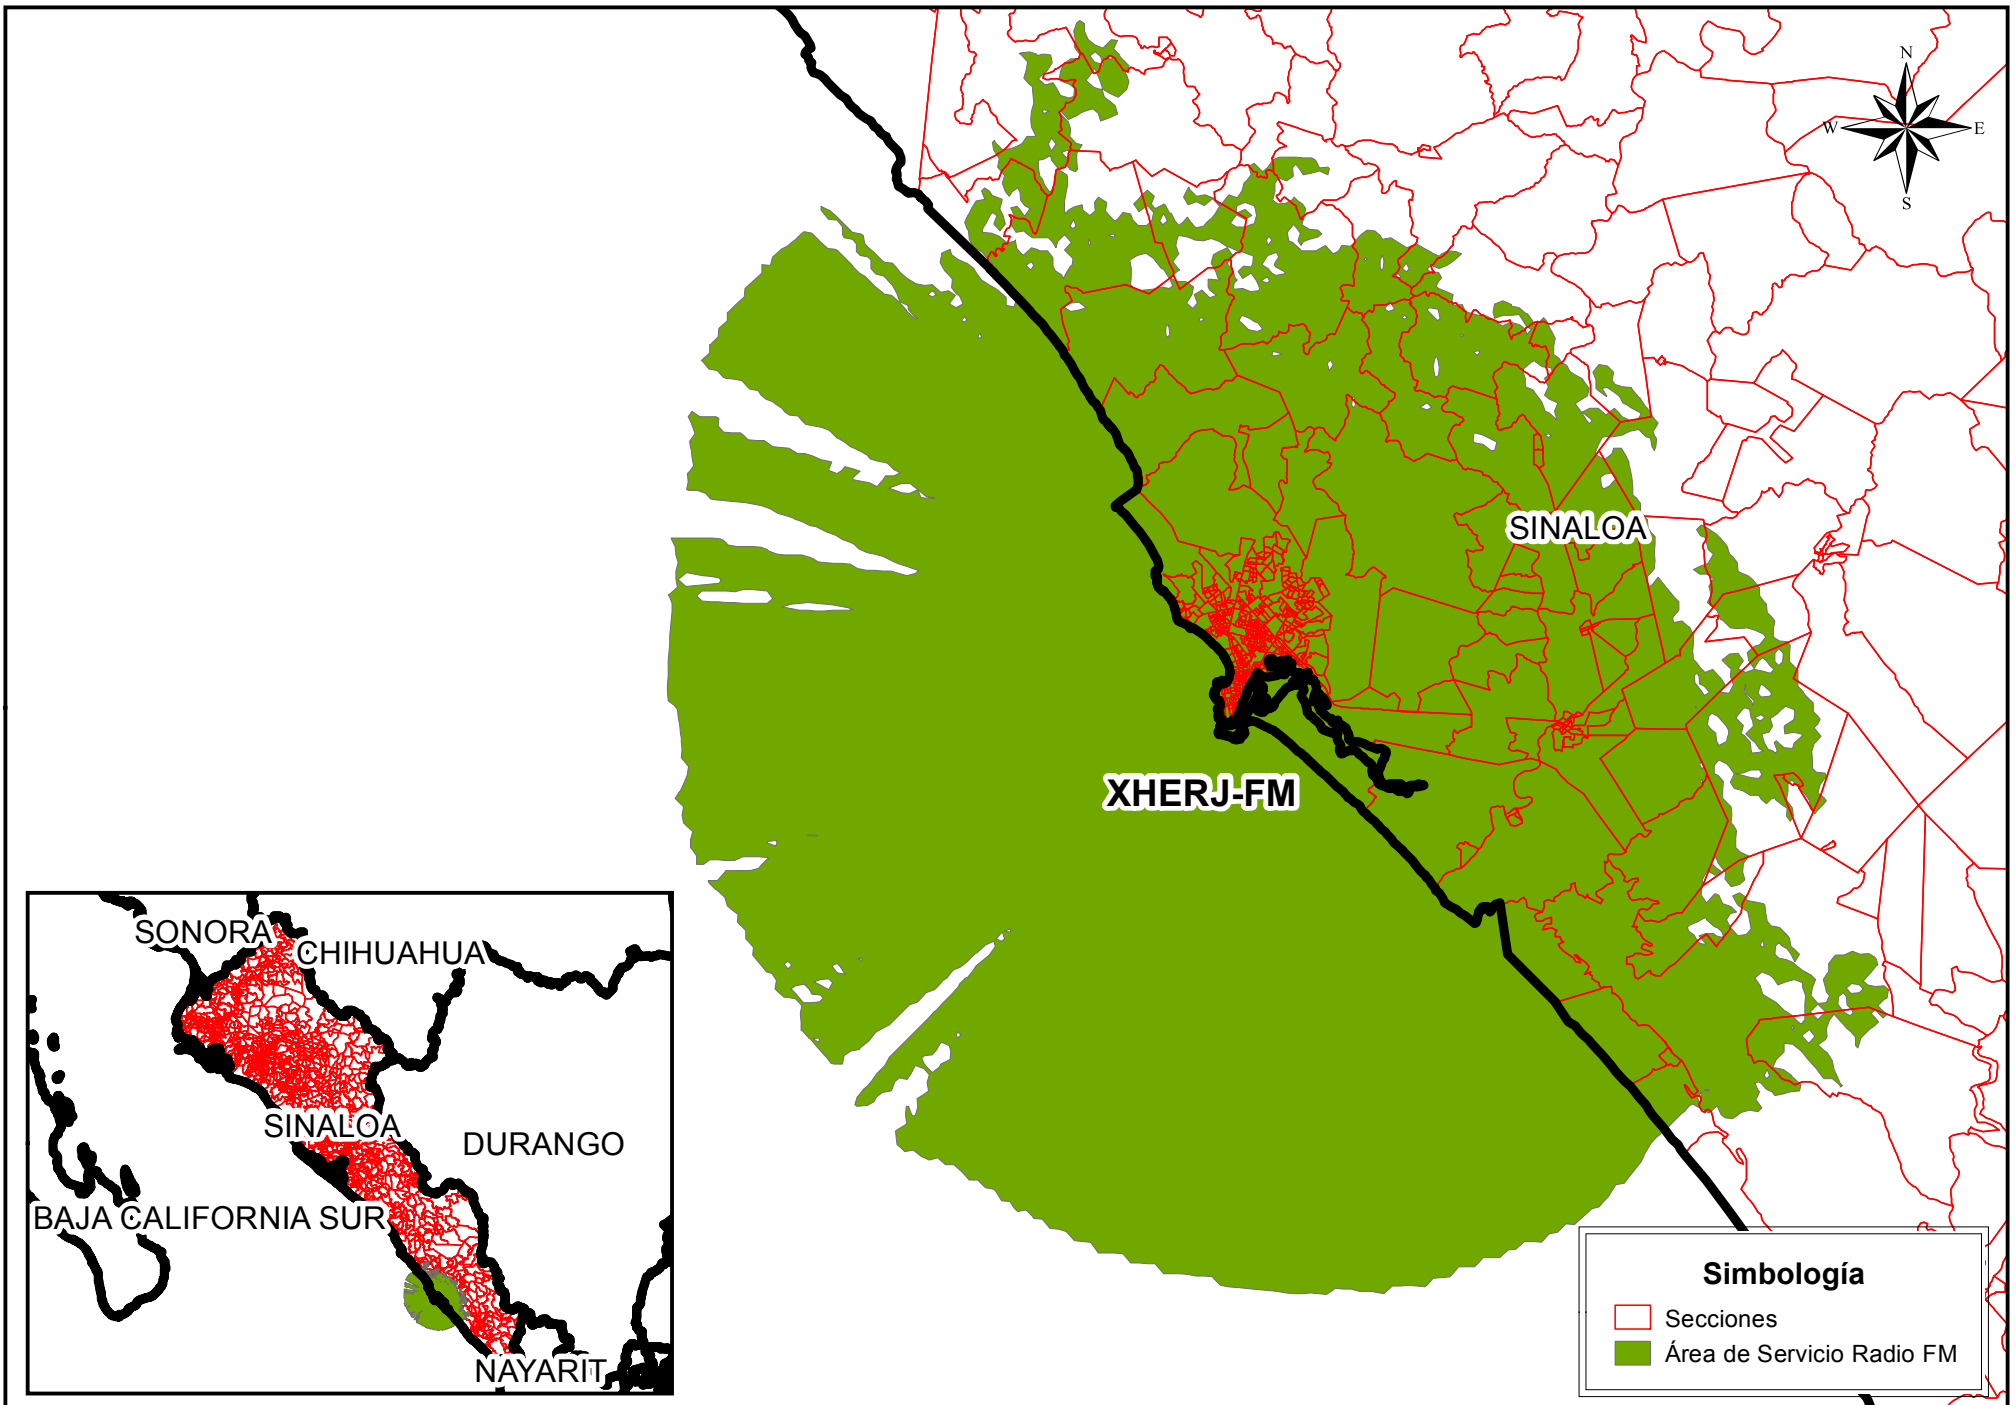 N
W
E
S
SINALOA
XHERJ-FM
SONORA
CHIHUAHUA
SINALOA
DURANGO
BAJA CALIFORNIA SUR
NAYARIT
Simbología
Secciones
Área de Servicio Radio FM